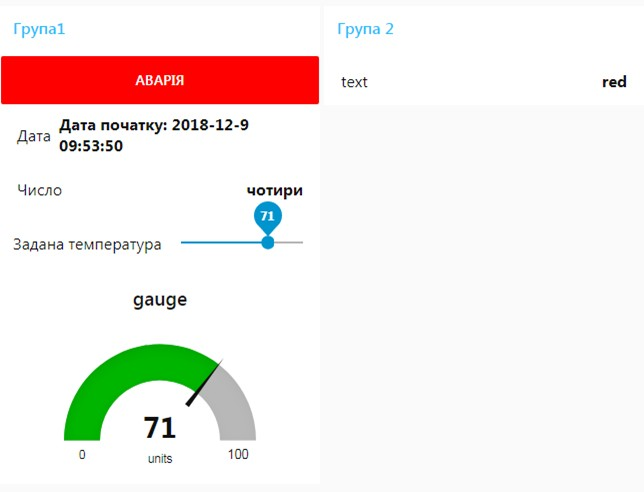 Група1
АВАРІЯ
Дата
Дата початку: 2018-12-9
09:53:50
Число чотири
71
Задана температура
gauge
71
0 units 100
Група 2
text red